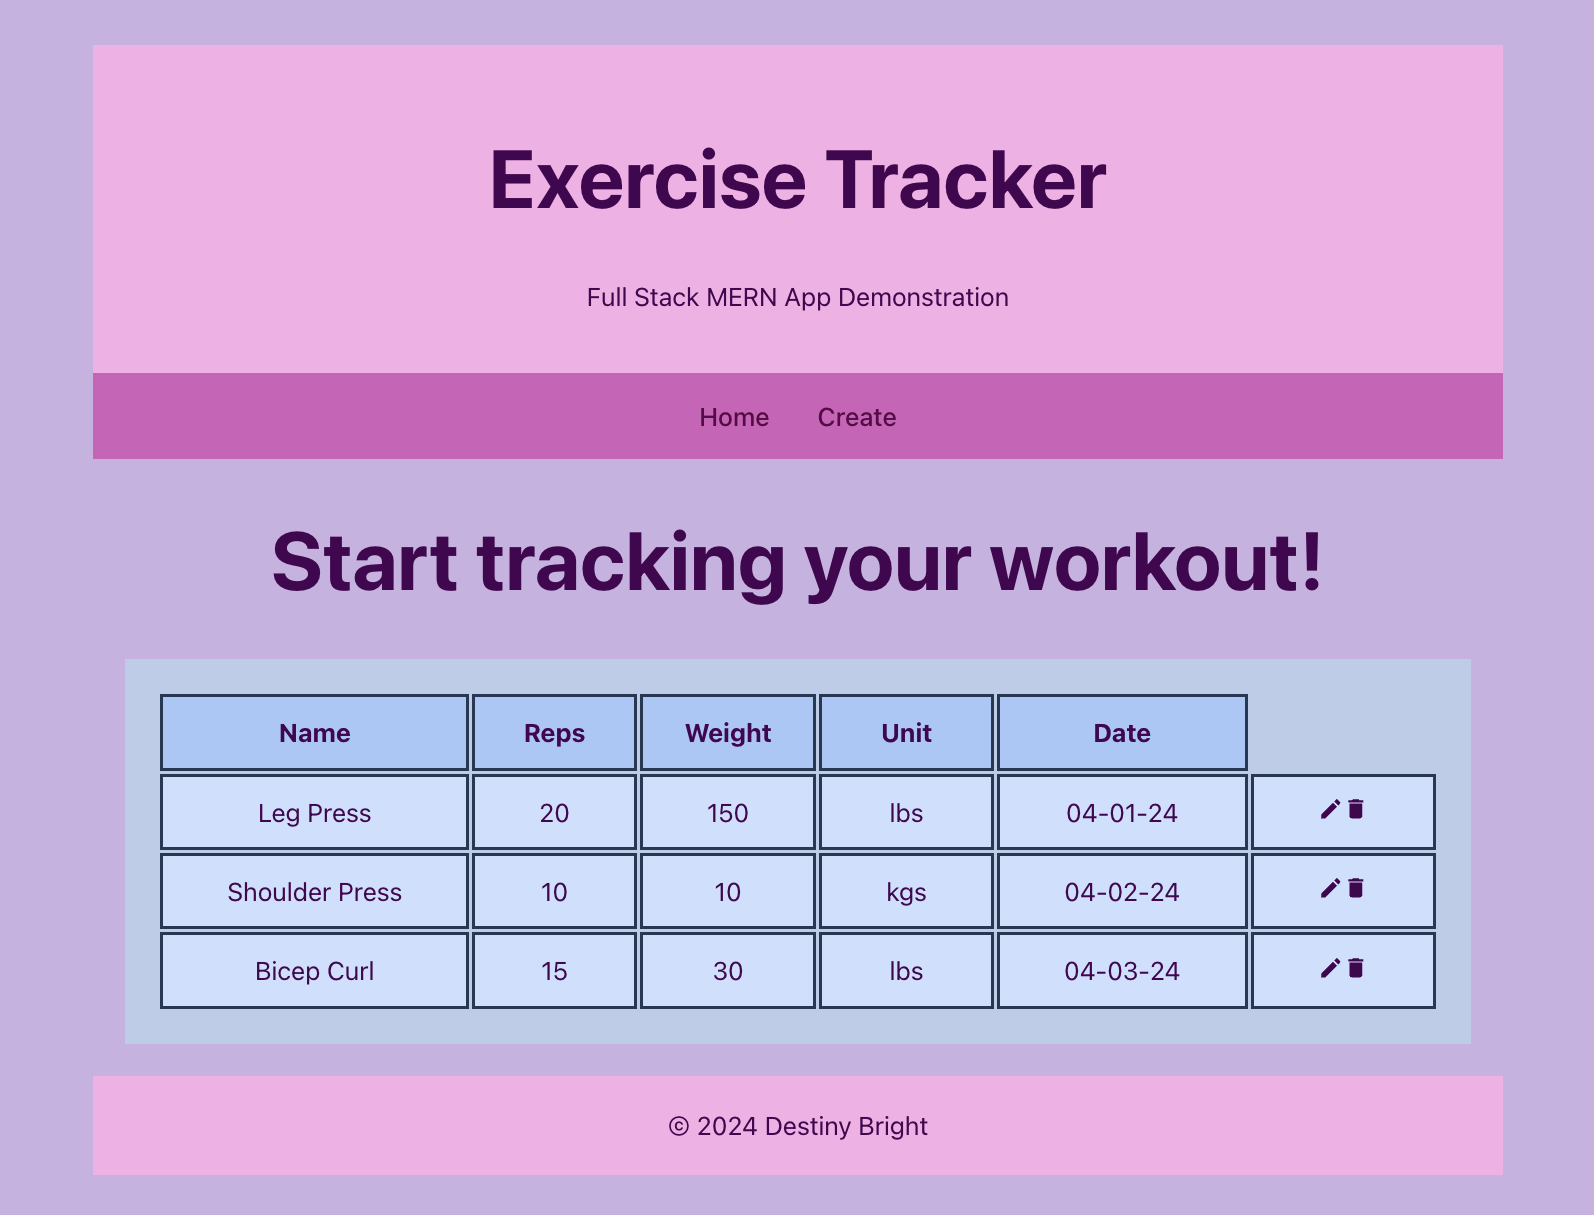 Exercise Tracker
Full Stack MERN App Demonstration
Home Create
Start tracking your workout!
Name Reps Weight Unit Date
Leg Press 20 150 lbs 04-01-24
Shoulder Press 10 10 kgs 04-02-24
Bicep Curl 15 30 lbs 04-03-24
© 2024 Destiny Bright